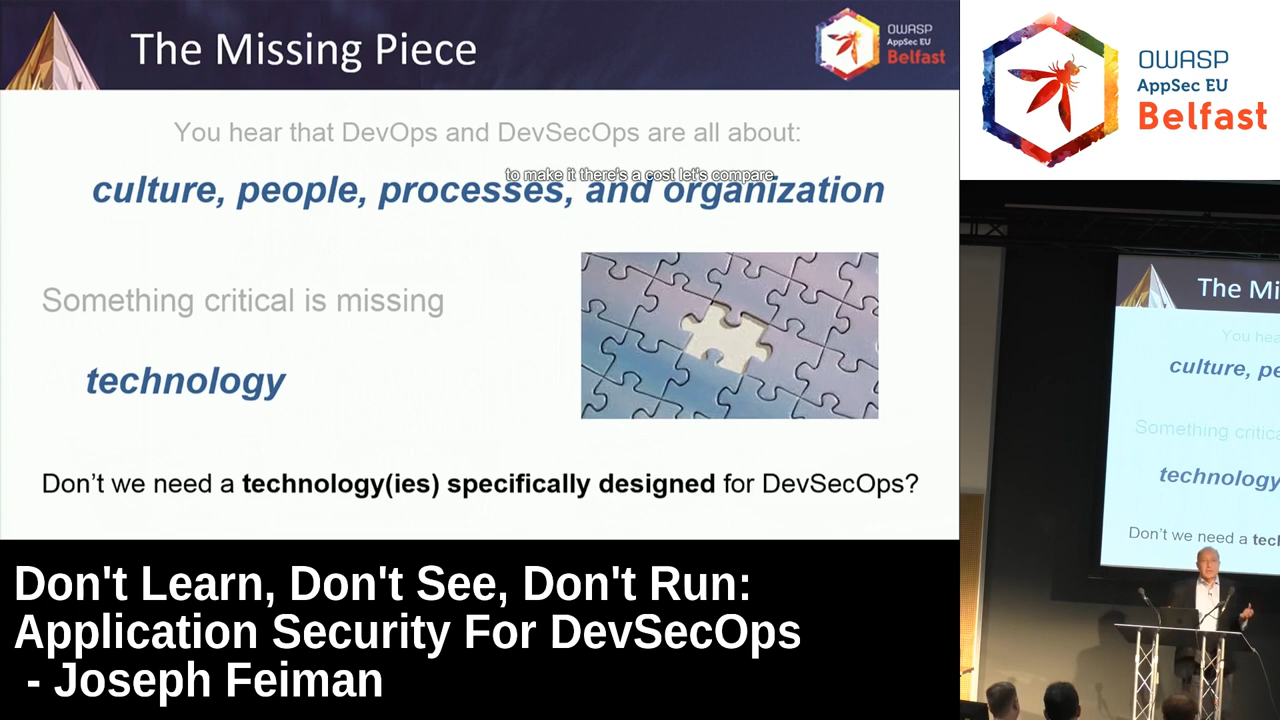 The Missing Piece
OWASP
AppSec EU
Belfast
You hear that DevOps and DevSecOps are all about:
to make it there's a cost let's compare
culture, people, processes, and organization
Something critical is missing
technology
Don't we need a technology(ies) specifically designed for DevSecOps?
OWASP
AppSec EU
Belfast
The Mi
You hea
culture, pe
Something critica
technology
Don't we need a tech
Don't Learn, Don't See, Don't Run:
Application Security For DevSecOps
- Joseph Feiman